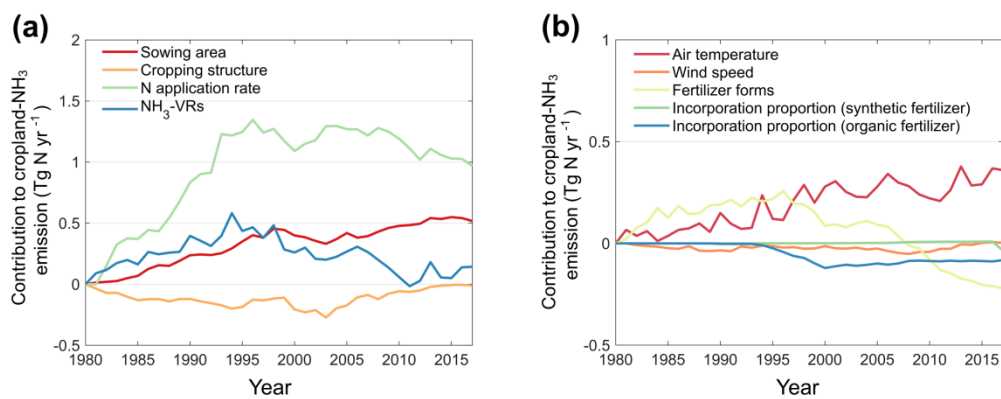 (a)
2
1.5
1
0.5
0
-0.5
Contribution to cropland-NH₃
emission (Tg N yr⁻¹)
Sowing area
Cropping structure
N application rate
NH₃-VRs
1980 1985 1990 1995 2000 2005 2010 2015
Year
(b)
1
0.5
0
-0.5
Contribution to cropland-NH₃
emission (Tg N yr⁻¹)
Air temperature
Wind speed
Fertilizer forms
Incorporation proportion (synthetic fertilizer)
Incorporation proportion (organic fertilizer)
1980 1985 1990 1995 2000 2005 2010 2015
Year